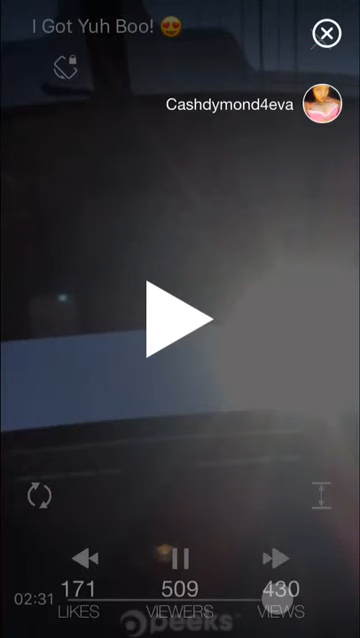 I Got Yuh Boo! 😍
Cashdymond4eva
02:31
171 509 430
LIKES VIEWERS VIEWS
peeks